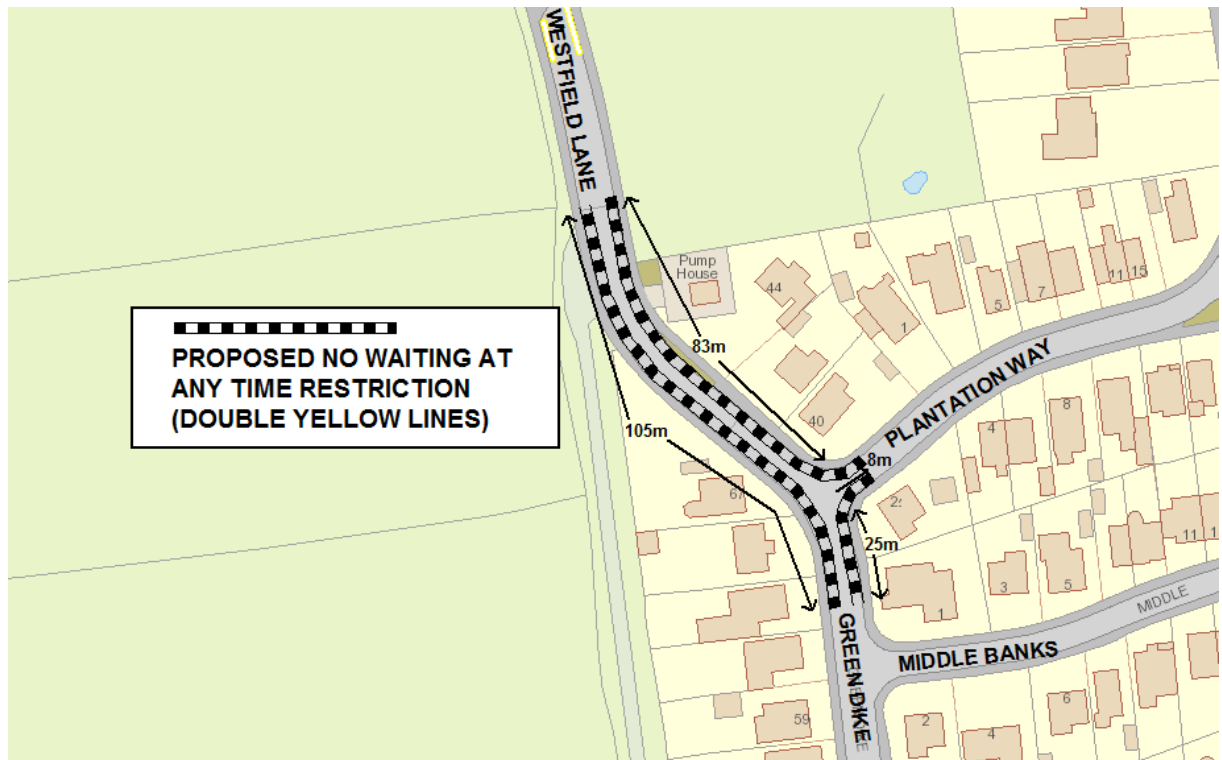 WESTFIELD LANE
Pump
House
44
1
5
7
11 15
83m
PROPOSED NO WAITING AT
ANY TIME RESTRICTION
(DOUBLE YELLOW LINES)
PLANTATION WAY
40
105m
8m
8
4
67
25m
11
1
3
5
1
MIDDLE
MIDDLE BANKS
GREEN DIKE
59
2
4
6